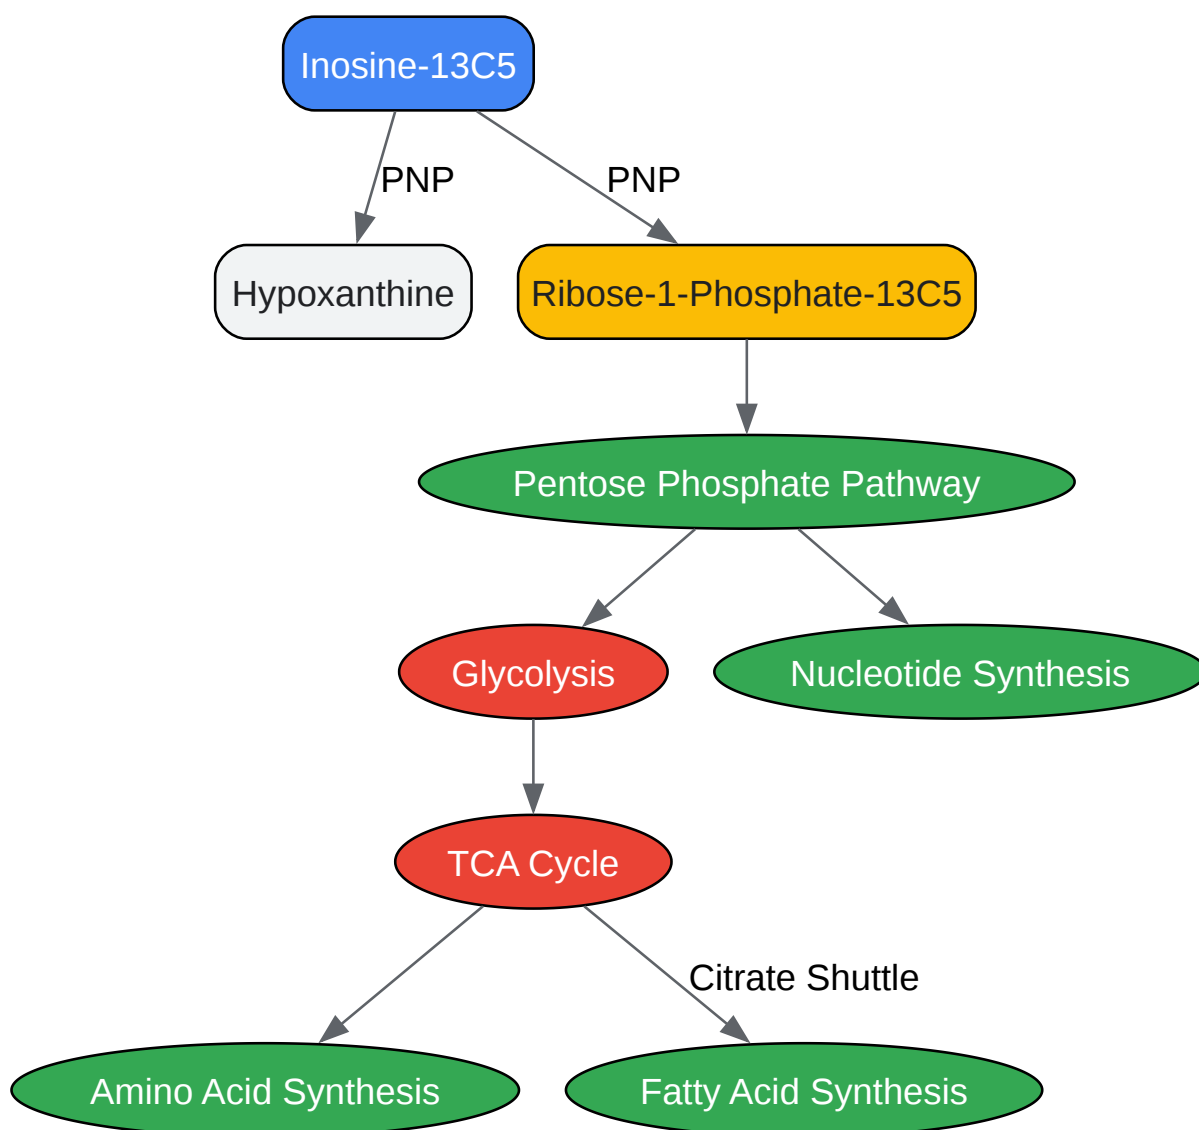 Inosine-13C5
PNP
PNP
Hypoxanthine
Ribose-1-Phosphate-13C5
Pentose Phosphate Pathway
Glycolysis
Nucleotide Synthesis
TCA Cycle
Citrate Shuttle
Amino Acid Synthesis
Fatty Acid Synthesis